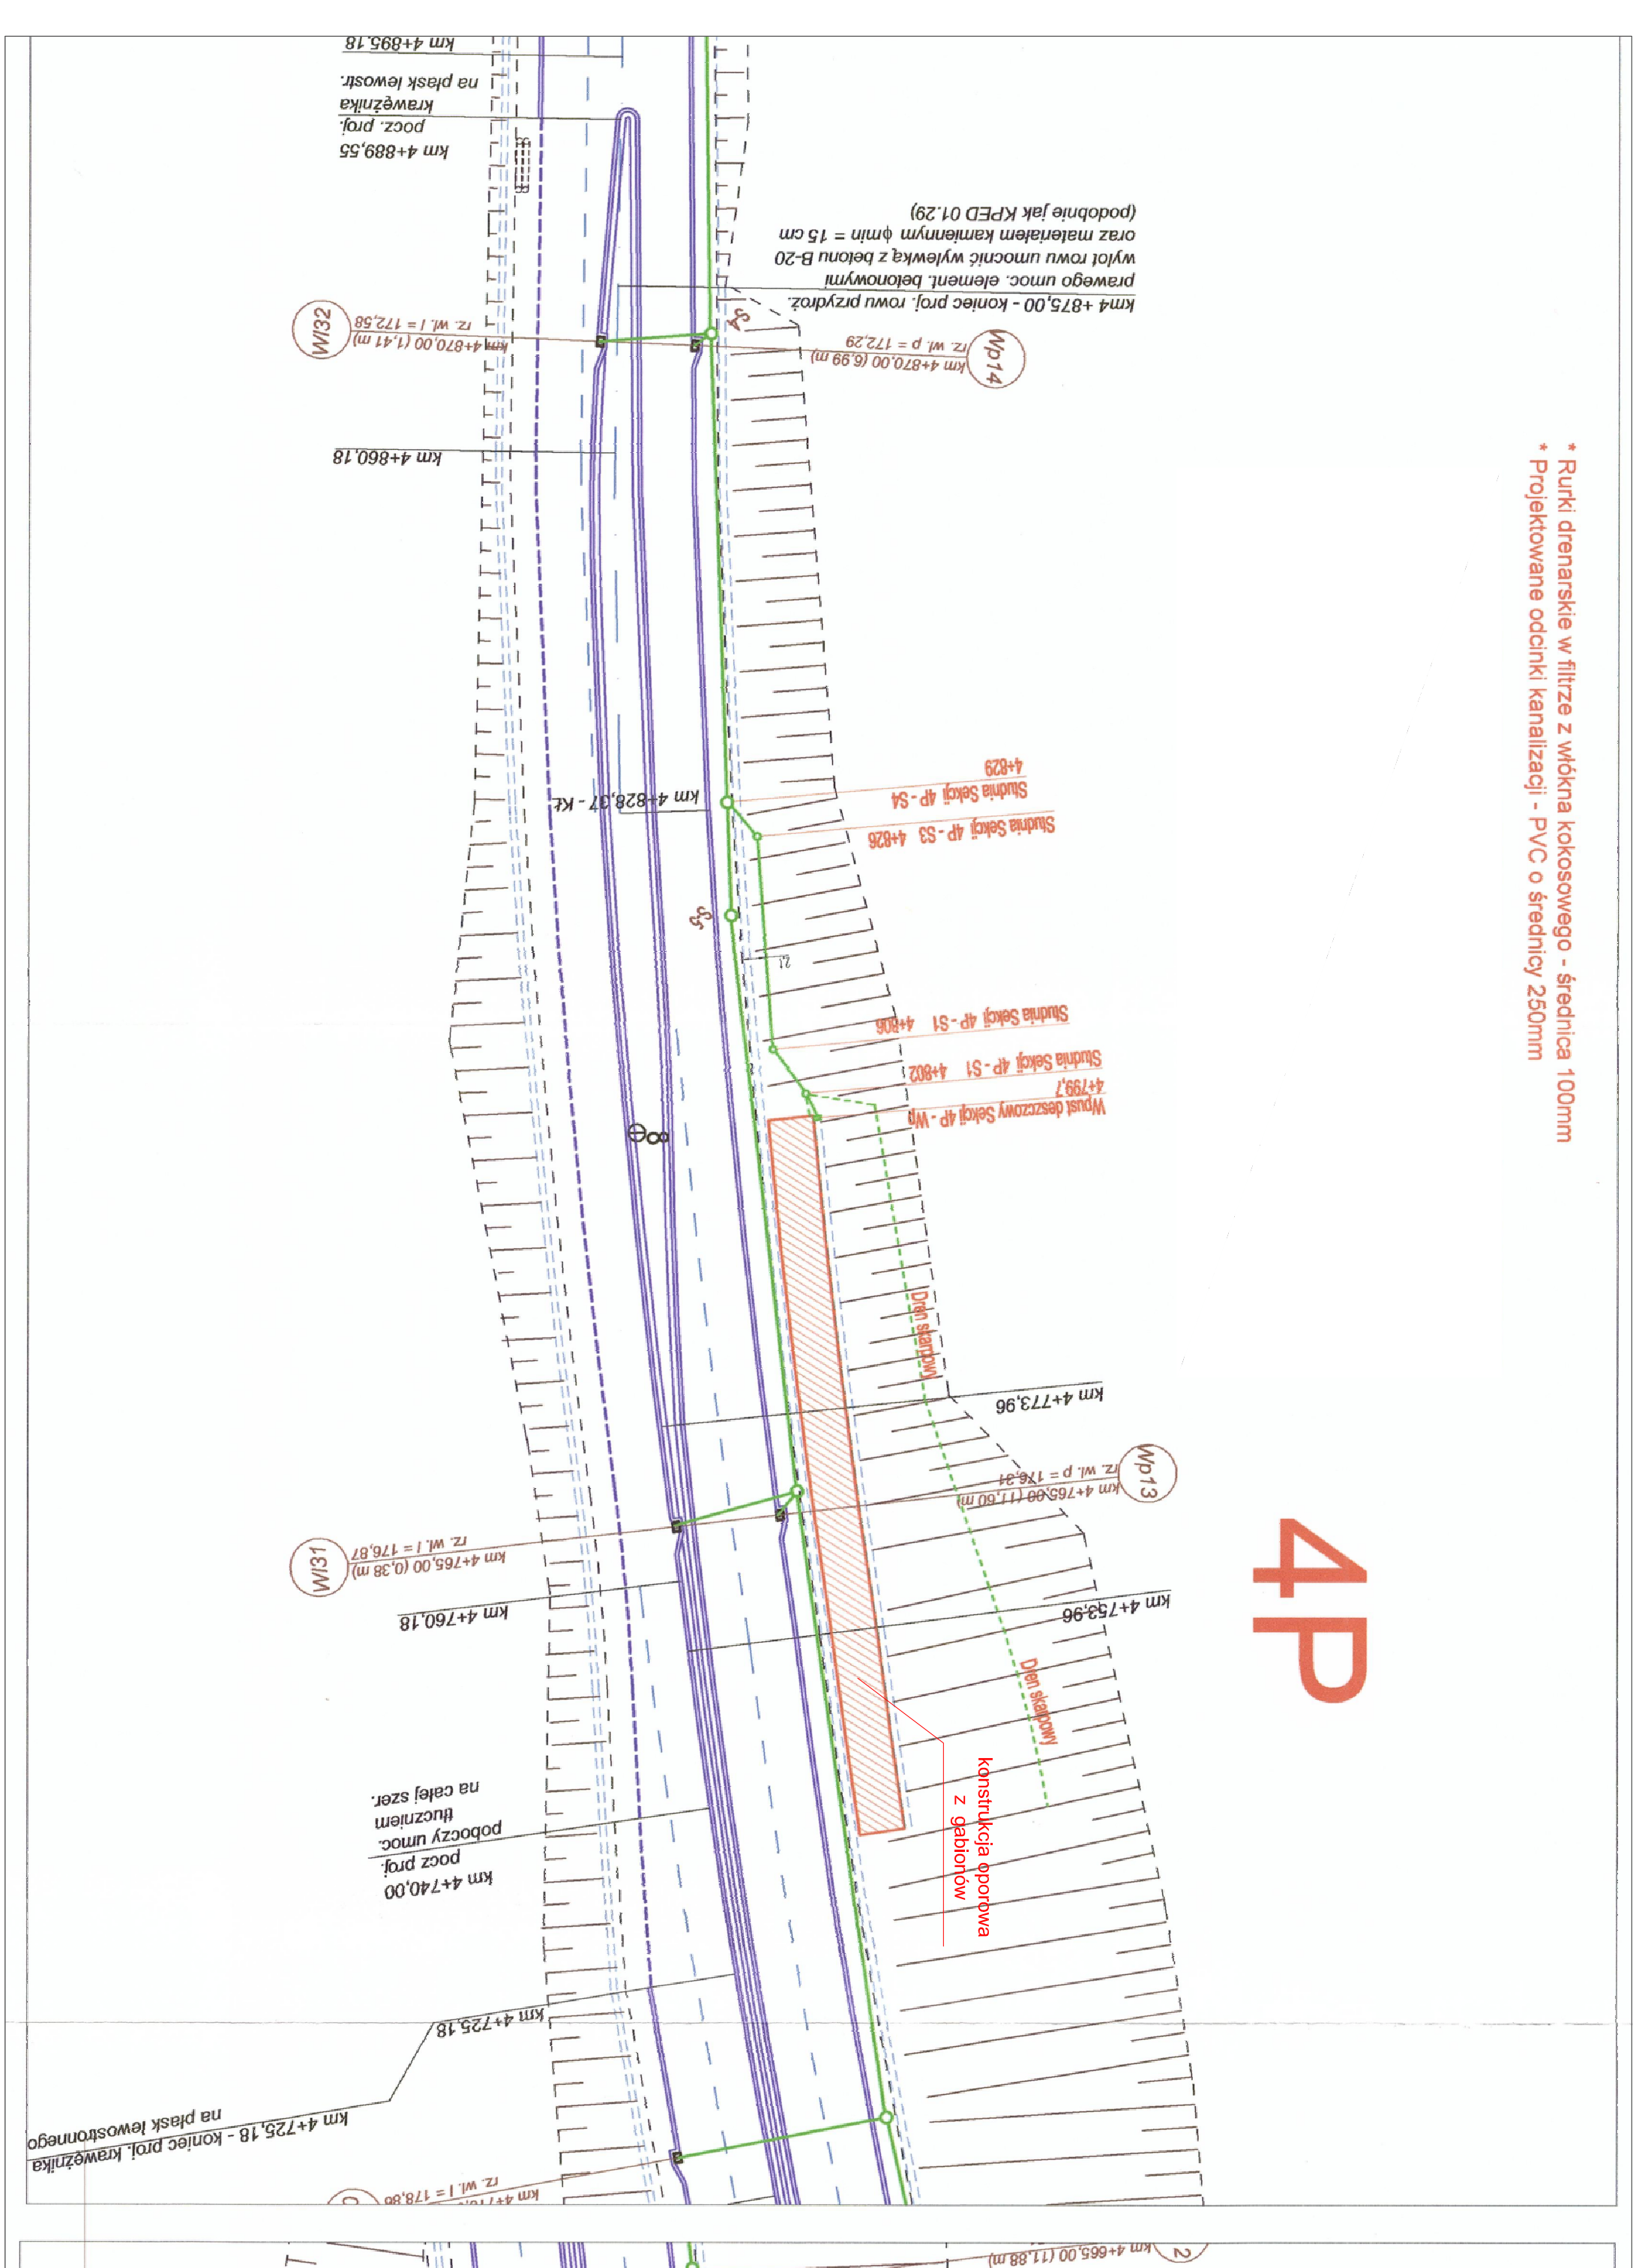 km 4+895.18
km 4+889,55
pocz. proj.
krawężnika
na płask lewostr.
km4 +875,00 - koniec proj. rowu przydroż.
prawego umoc. element. betonowymi
wylot rowu umocnić wylewką z betonu B-20
oraz materiałem kamiennym ϕmin = 15 cm
(podobnie jak KPED 01.29)
Wl32
km 4+870,00 (1,41 m)
rz. wl. l = 172,58
S4
Wp14
km 4+870,00 (6,99 m)
rz. wl. p = 172,29
km 4+860,18
* Rurki drenarskie w filtrze z włókna kokosowego - średnica 100mm
* Projektowane odcinki kanalizacji - PVC o średnicy 250mm
Studnia Sekcji 4P - S4
4+829
km 4+828,37 - KŁ
Studnia Sekcji 4P - S3 4+826
Studnia Sekcji 4P - S1 4+806
Studnia Sekcji 4P - S1 4+802
Wpust deszczowy Sekcji 4P - Wp
4+799,7
8
Dren skarpowy
km 4+773,96
Wp13
km 4+765,00 (11,60 m)
rz. wl. p = 176,31
Wl31
km 4+765,00 (0,38 m)
rz. wl. l = 176,87
km 4+760,18
km 4+753,96
4P
Dren skarpowy
konstrukcja oporowa
z gabionów
km 4+740,00
pocz proj.
poboczy umoc.
tłuczniem
na całej szer.
km 4+725,18
km 4+725,18 - koniec proj. krawężnika
na płask lewostronnego
rz. wl. l = 178,86
km 4+665,00 (11,88 m)
2